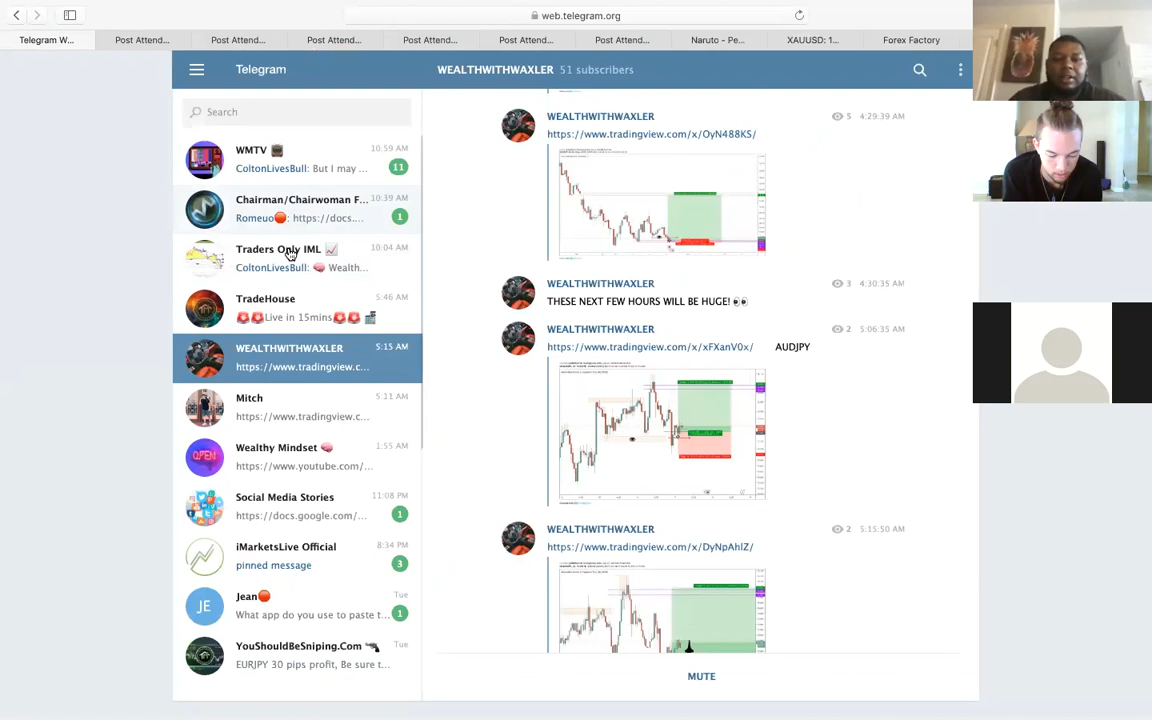 web.telegram.org
Telegram W...
Post Attend...
Post Attend...
Post Attend...
Post Attend...
Post Attend...
Post Attend...
Naruto - Pe...
XAUUSD: 1...
Forex Factory
Telegram
WEALTHWITHWAXLER 51 subscribers
Search
WMTV 10:59 AM
ColtonLivesBull: But I may ... 11
Chairman/Chairwoman F... 10:39 AM
Romeuo🔴: https://docs.... 1
Traders Only IML 📈 10:04 AM
ColtonLivesBull: 🧠 Wealth...
TradeHouse 5:46 AM
🚨🚨Live in 15mins🚨🚨
WEALTHWITHWAXLER 5:15 AM
https://www.tradingview.c...
Mitch 5:11 AM
https://www.tradingview.c...
Wealthy Mindset 🧠 1:55 AM
https://www.youtube.com/...
Social Media Stories 11:08 PM
https://docs.google.com/... 1
iMarketsLive Official 8:34 PM
pinned message 3
JE
Jean🔴 Tue
What app do you use to paste t... 1
YouShouldBeSniping.Com 🔫 Tue
EURJPY 30 pips profit, Be sure t...
WEALTHWITHWAXLER 5 4:29:39 AM
https://www.tradingview.com/x/OyN488KS/
WEALTHWITHWAXLER 3 4:30:35 AM
THESE NEXT FEW HOURS WILL BE HUGE! 👀
WEALTHWITHWAXLER 2 5:06:35 AM
https://www.tradingview.com/x/xFXanV0x/ AUDJPY
WEALTHWITHWAXLER 2 5:15:50 AM
https://www.tradingview.com/x/DyNpAhlZ/
MUTE